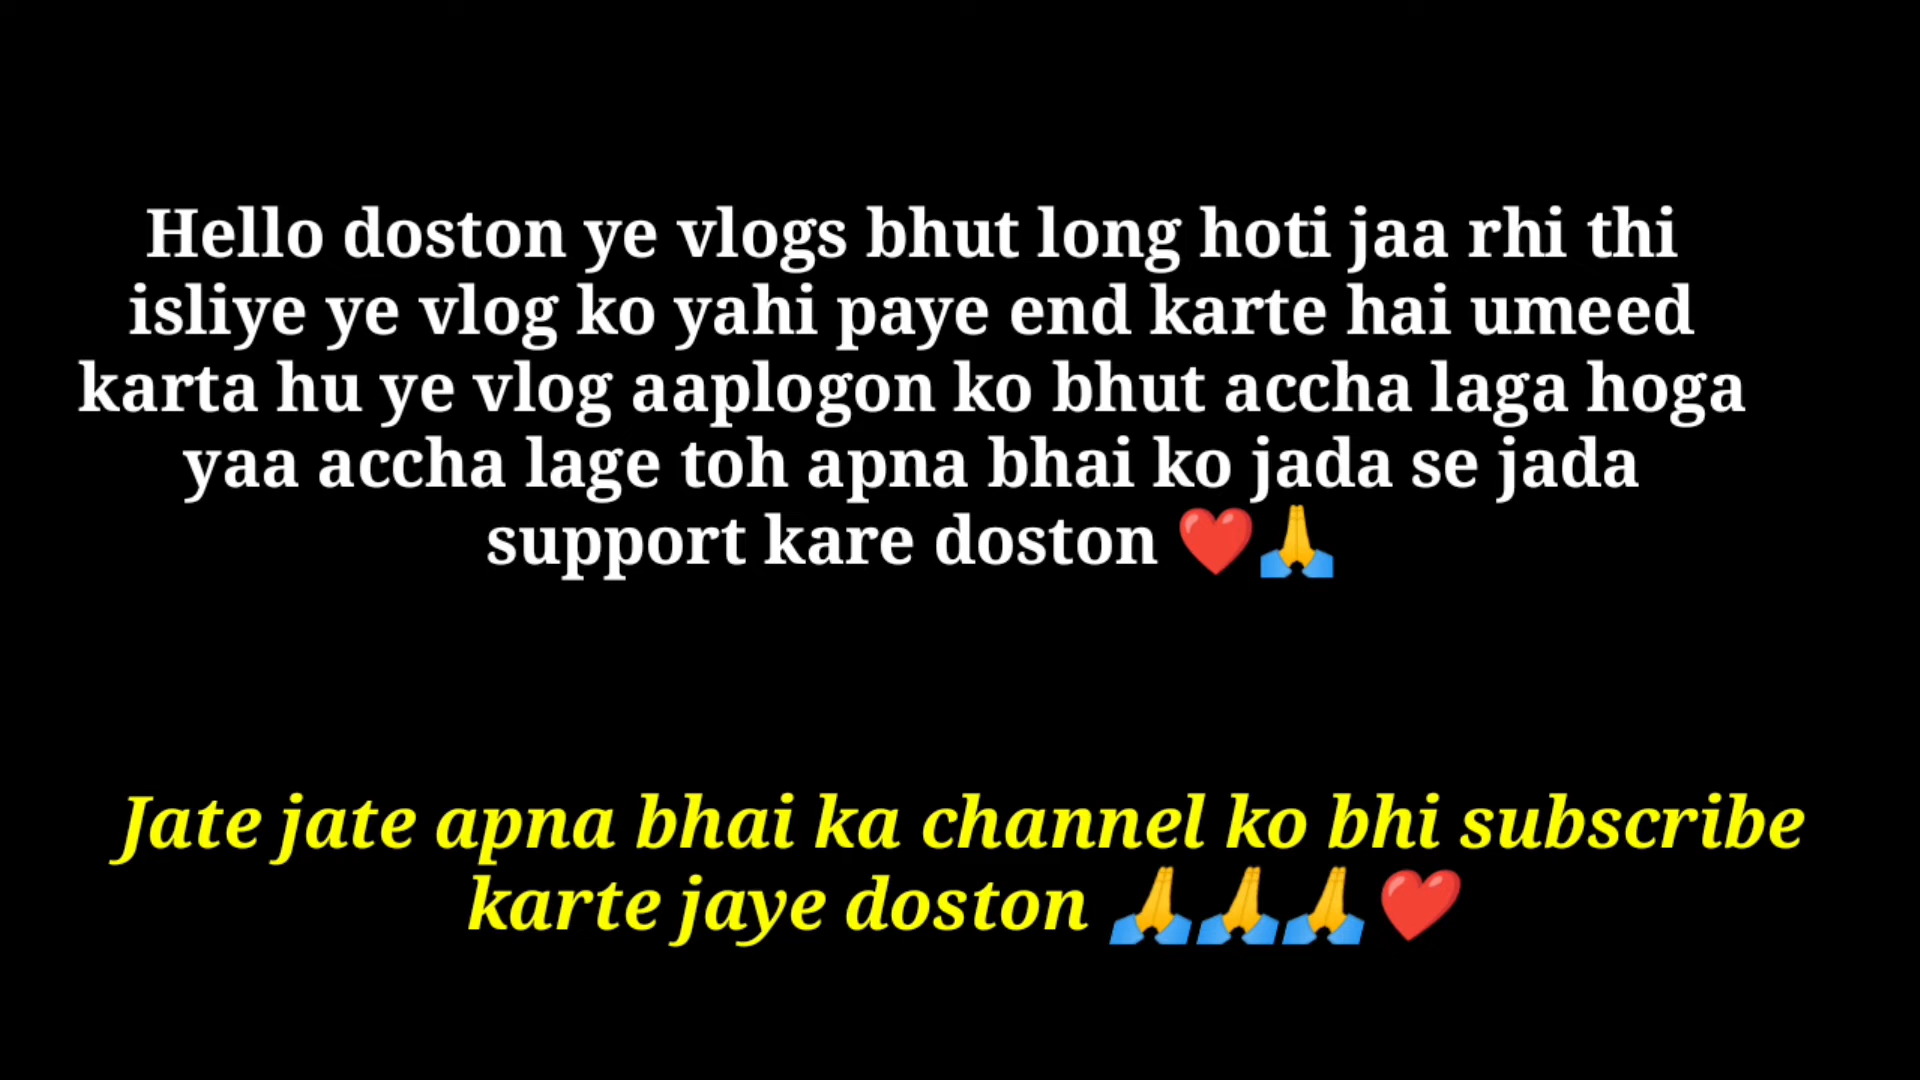 Hello doston ye vlogs bhut long hoti jaa rhi thi
isliye ye vlog ko yahi paye end karte hai umeed
karta hu ye vlog aaplogon ko bhut accha laga hoga
yaa accha lage toh apna bhai ko jada se jada
support kare doston ❤️🙏
Jate jate apna bhai ka channel ko bhi subscribe
karte jaye doston 🙏🙏🙏❤️